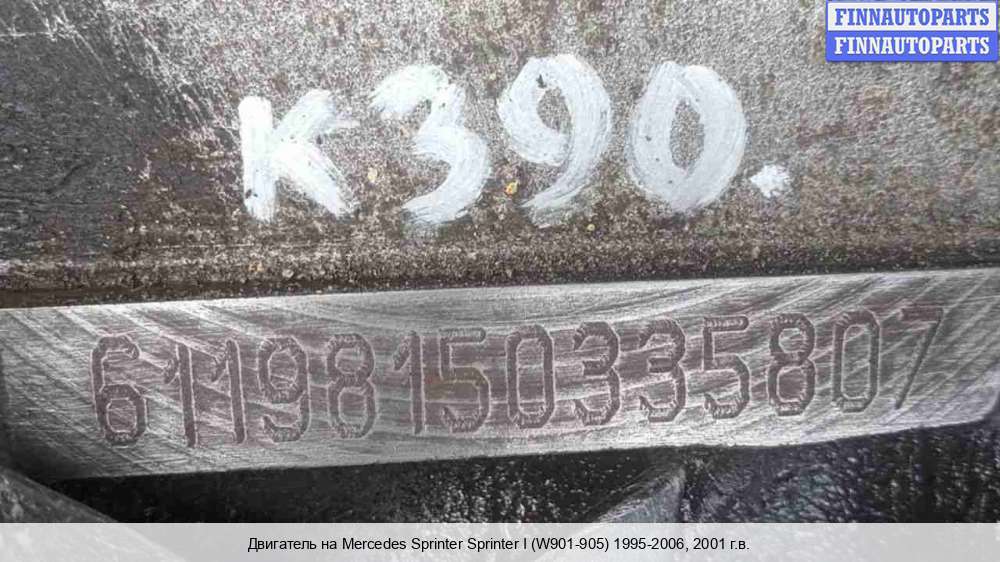 FINNAUTOPARTS
FINNAUTOPARTS
K390.
61198150335807
Двигатель на Mercedes Sprinter Sprinter I (W901-905) 1995-2006, 2001 г.в.